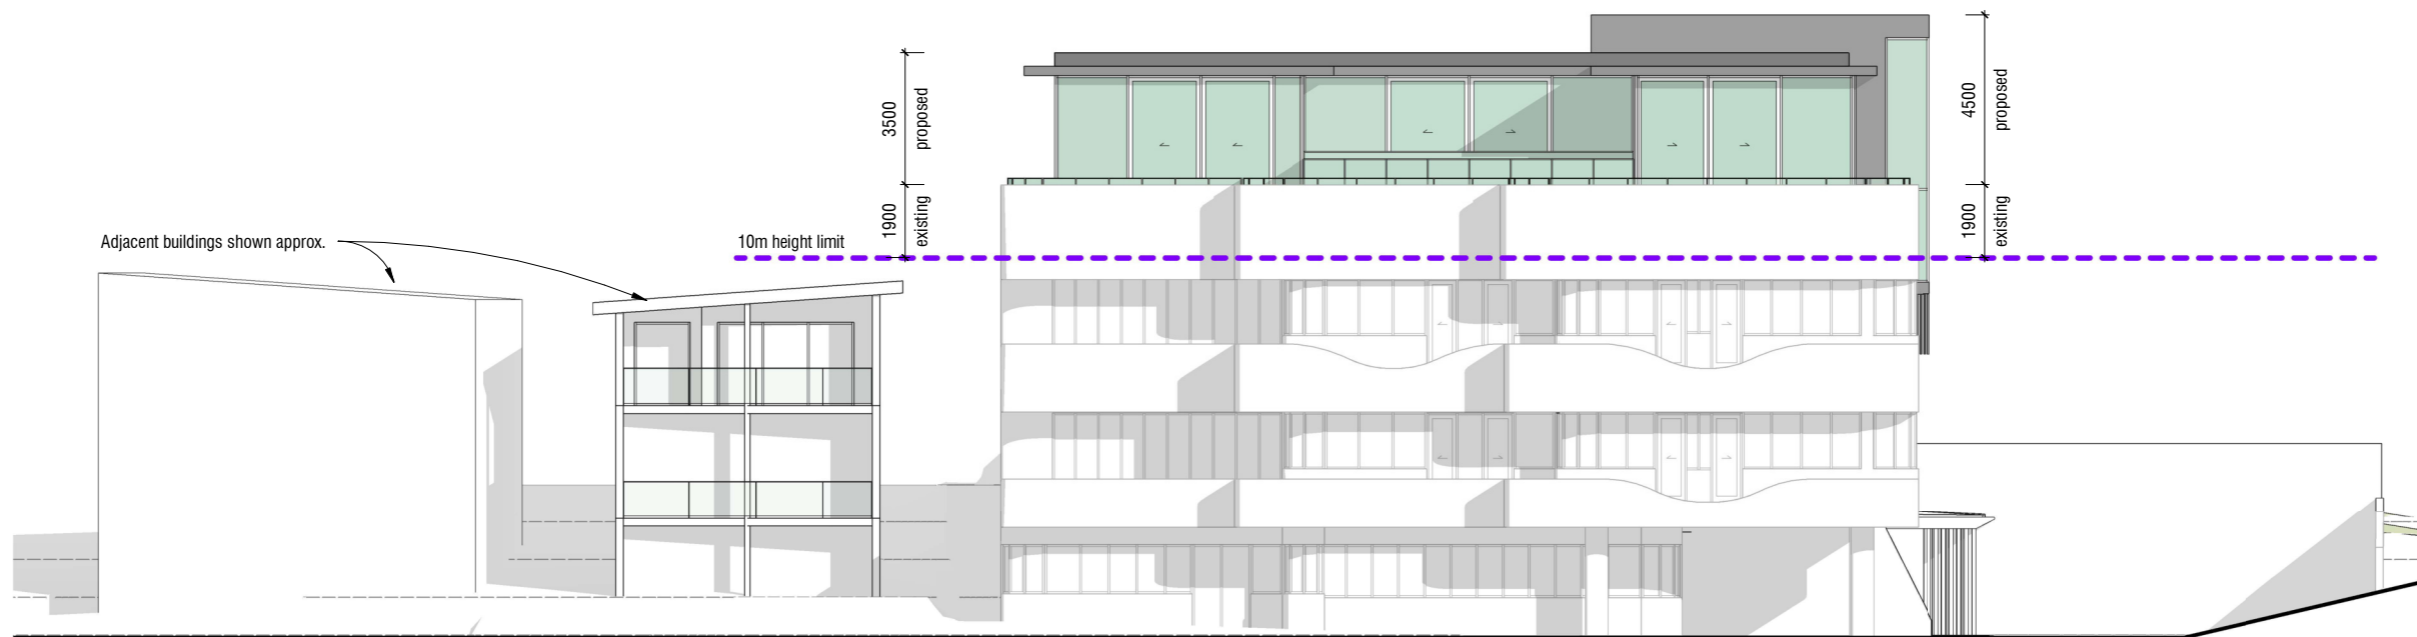 3500
proposed
4500
proposed
1900
existing
1900
existing
Adjacent buildings shown approx.
10m height limit